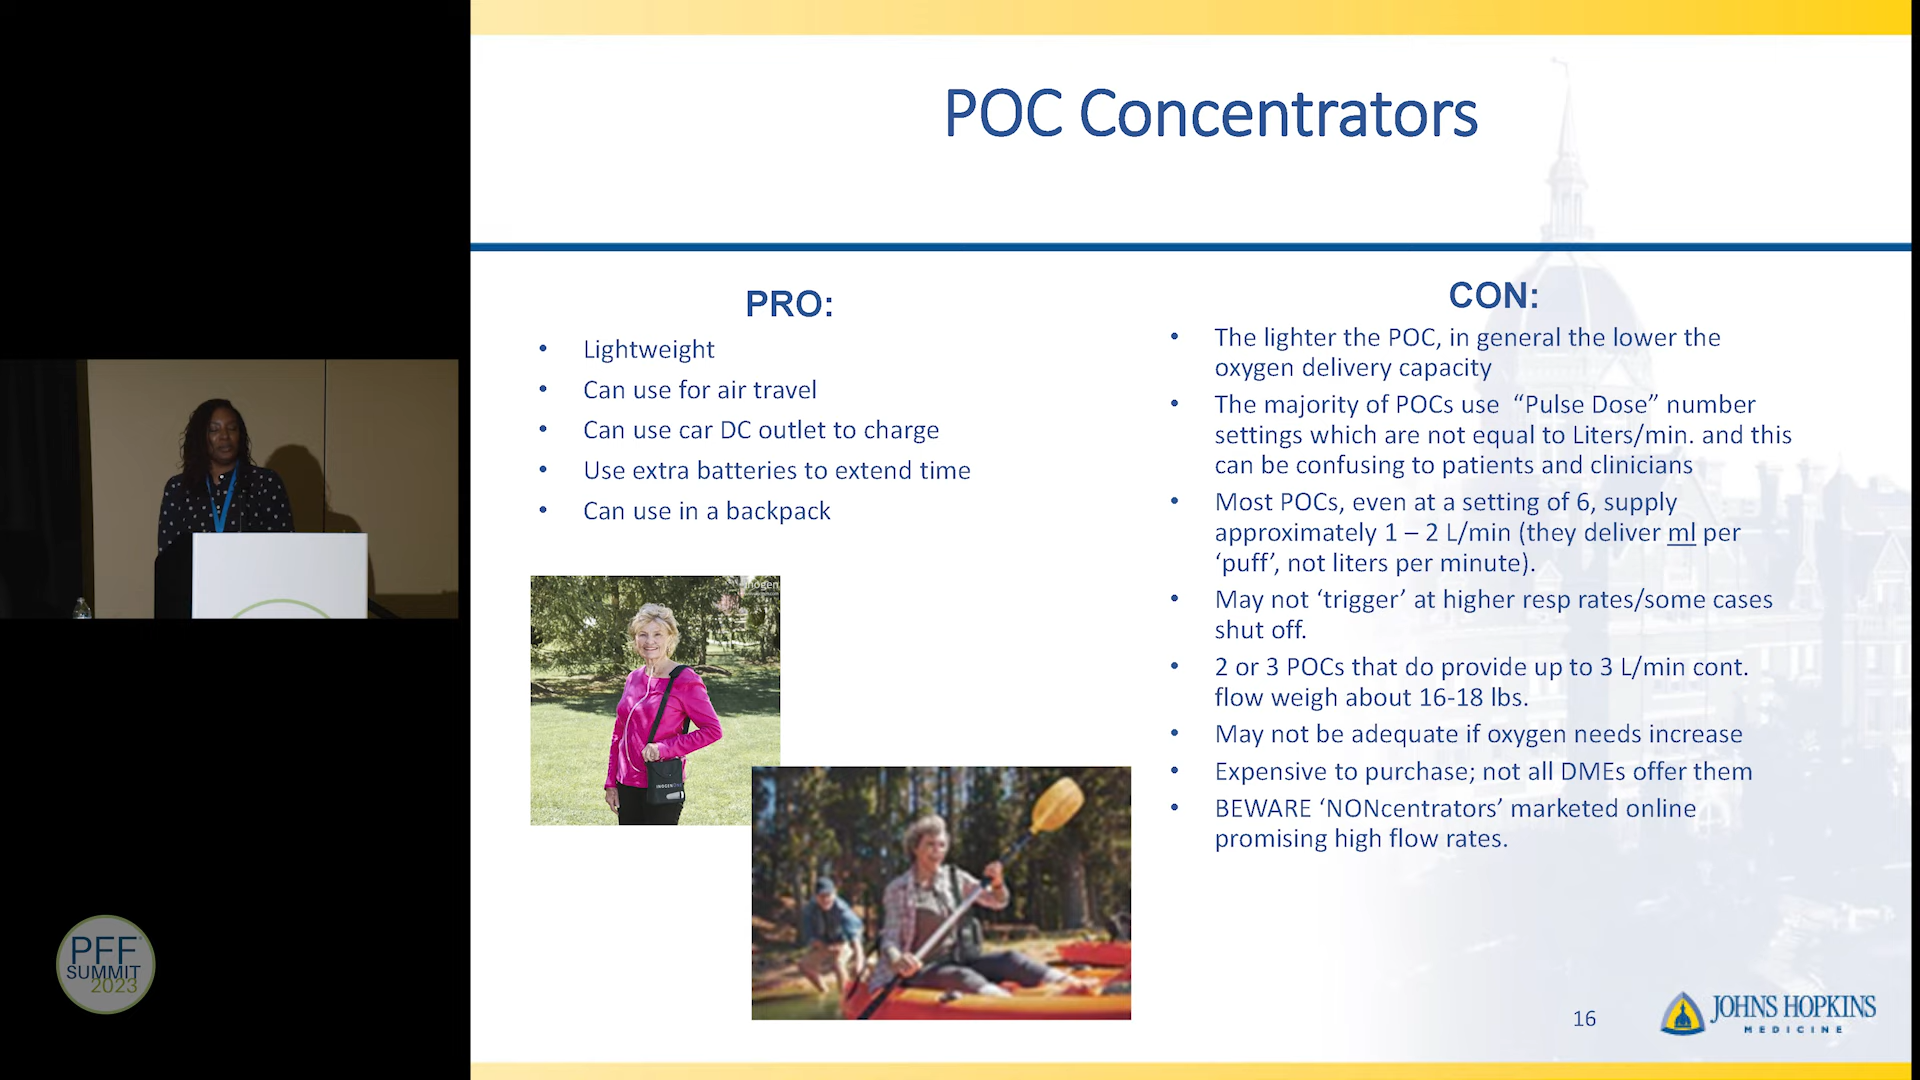 POC Concentrators
PRO:
• Lightweight
• Can use for air travel
• Can use car DC outlet to charge
• Use extra batteries to extend time
• Can use in a backpack
CON:
• The lighter the POC, in general the lower the
oxygen delivery capacity
• The majority of POCs use “Pulse Dose” number
settings which are not equal to Liters/min. and this
can be confusing to patients and clinicians
• Most POCs, even at a setting of 6, supply
approximately 1 – 2 L/min (they deliver ml per
‘puff’, not liters per minute).
• May not ‘trigger’ at higher resp rates/some cases
shut off.
• 2 or 3 POCs that do provide up to 3 L/min cont.
flow weigh about 16-18 lbs.
• May not be adequate if oxygen needs increase
• Expensive to purchase; not all DMEs offer them
• BEWARE ‘NONcentrators’ marketed online
promising high flow rates.
inogen
INOGEN
PFF
SUMMIT
2023
16
JOHNS HOPKINS
MEDICINE